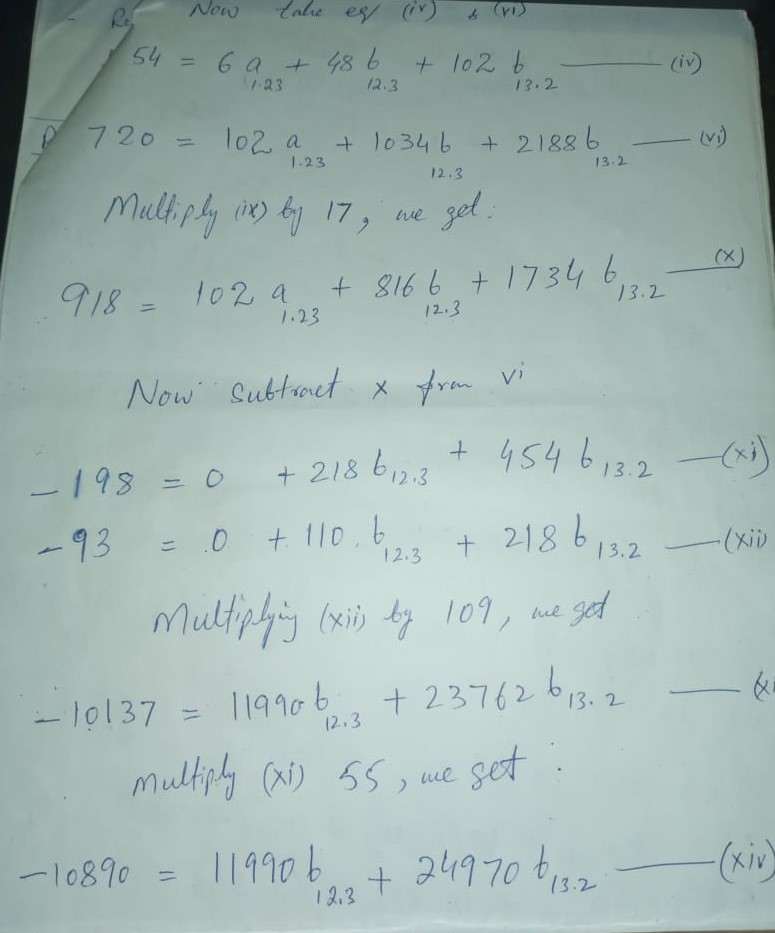 Now take eq (iv) & (vi)
54 = 6 a1.23 + 48 b12.3 + 102 b13.2 —— (iv)
720 = 102 a1.23 + 1034 b12.3 + 2188 b13.2 —— (vi)
Multiply (ix) by 17, we get:
918 = 102 a1.23 + 816 b12.3 + 1734 b13.2 —— (x)
Now subtract x from vi
-198 = 0 + 218 b12.3 + 454 b13.2 —— (xi)
-93 = 0 + 110. b12.3 + 218 b13.2 —— (xii)
Multiplying (xii) by 109, we get
-10137 = 11990 b12.3 + 23762 b13.2 ——
Multiply (xi) 55, we get :
-10890 = 11990 b12.3 + 24970 b13.2 —— (xiv)